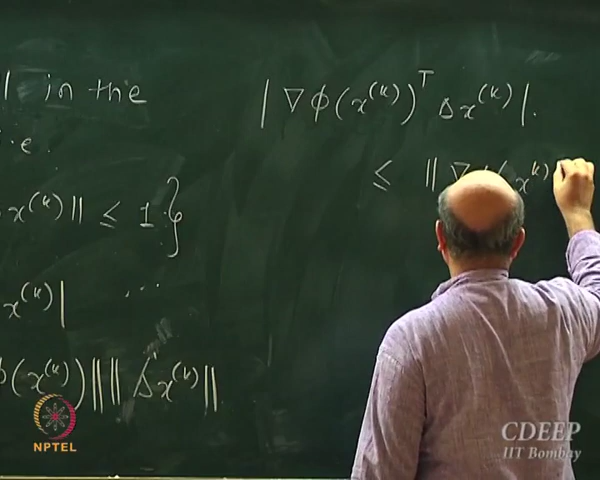 l in the
i.e.
x^{(k)} || ≤ 1 }
x^{(k)} |
φ(x^{(k)}) || || Δx^{(k)} ||
| ∇φ(x^{(k)})^T Δx^{(k)} |.
≤ || ∇ (x^{k)
NPTEL
CDEEP
IIT Bombay